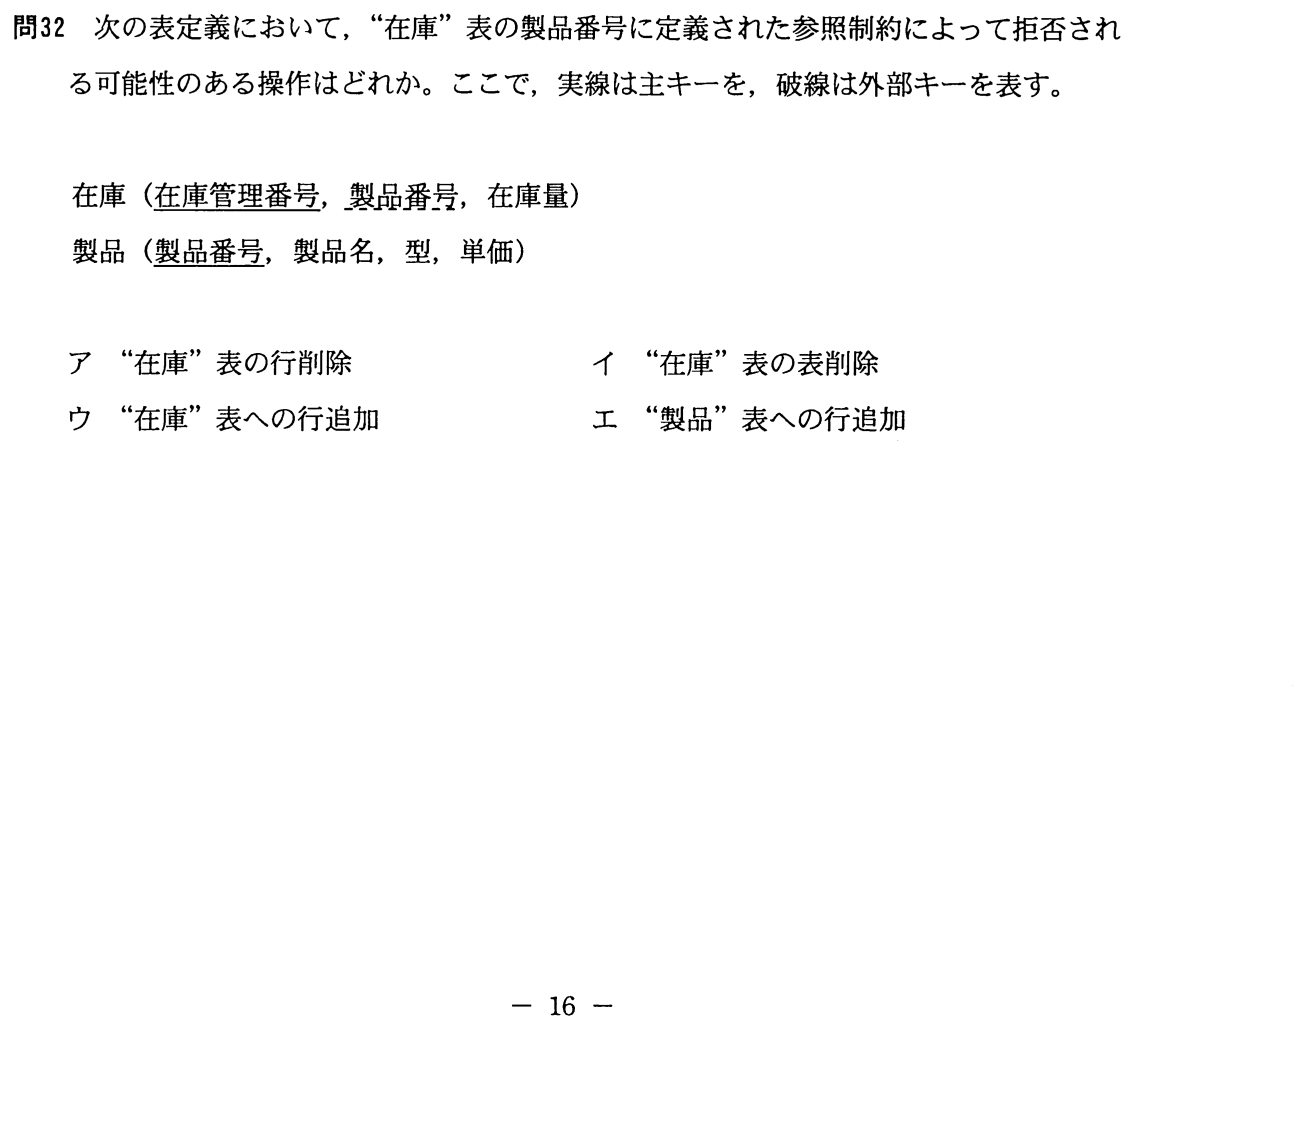 問32　次の表定義において，“在庫”表の製品番号に定義された参照制約によって拒否され
る可能性のある操作はどれか。ここで，実線は主キーを，破線は外部キーを表す。
在庫（在庫管理番号，製品番号，在庫量）
製品（製品番号，製品名，型，単価）
ア　“在庫”表の行削除　イ　“在庫”表の表削除
ウ　“在庫”表への行追加　エ　“製品”表への行追加
－ 16 －